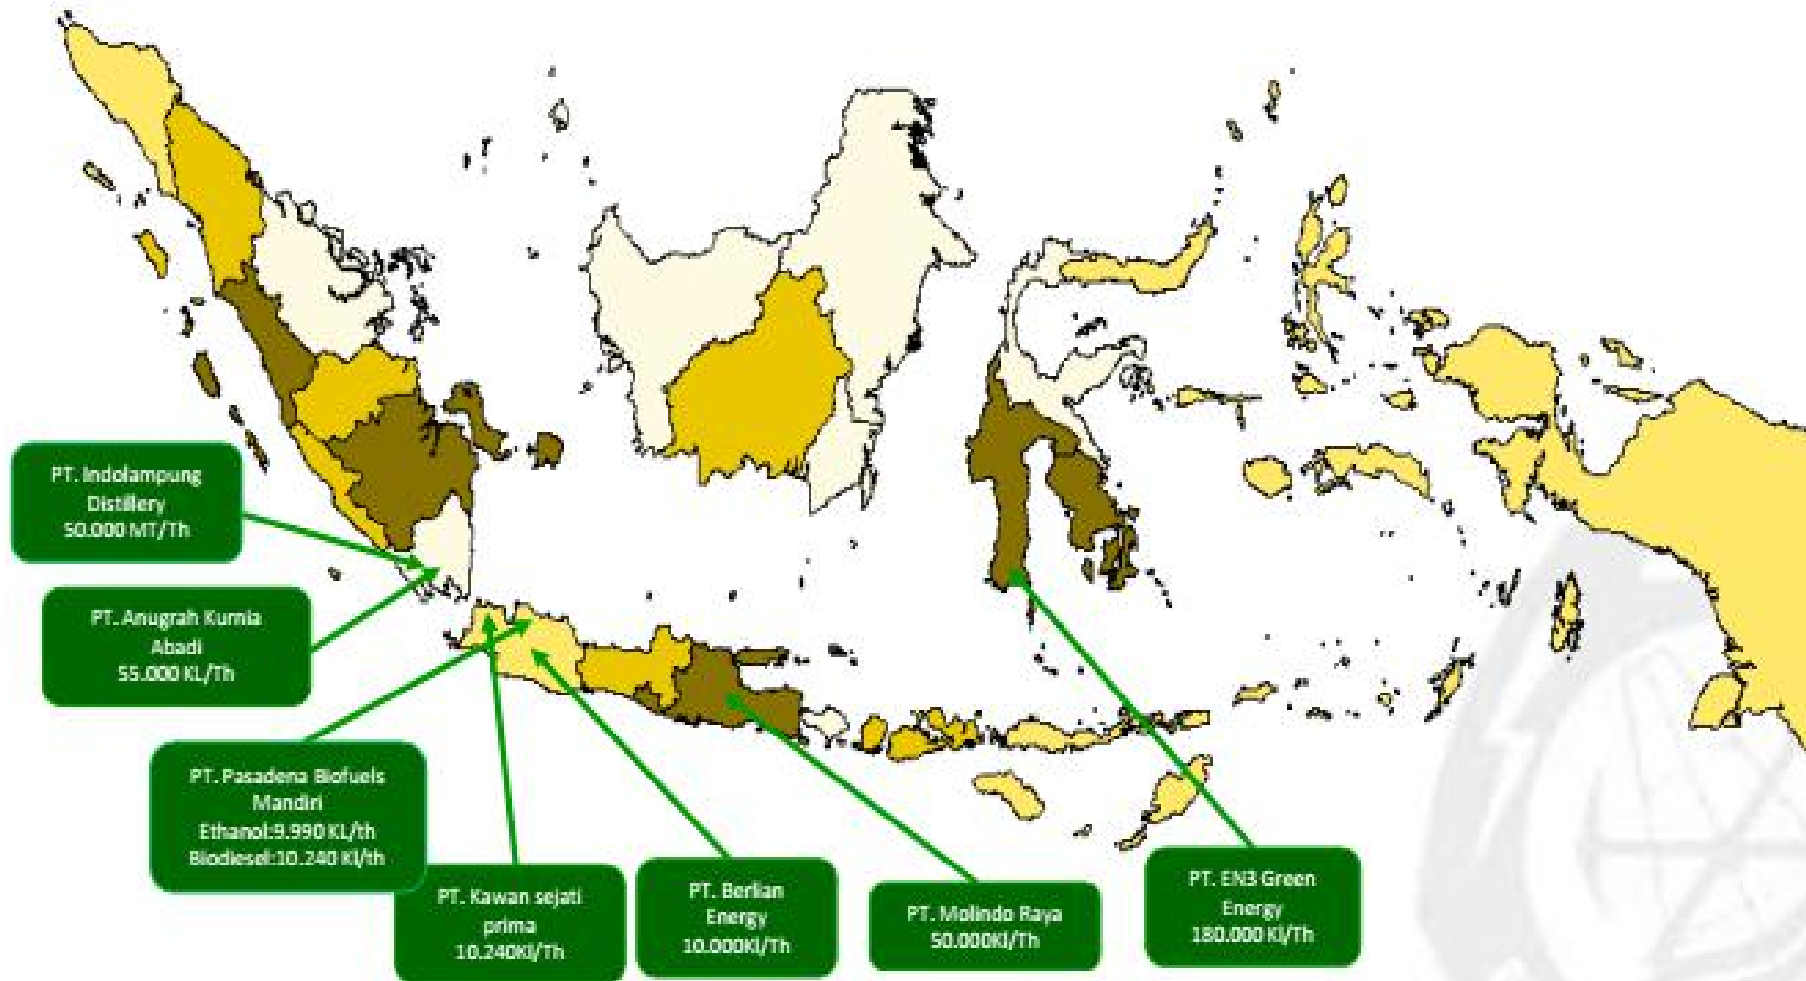 PT. Indolampung
Distillery
50.000 MT/Th
PT. Anugrah Kurnia
Abadi
55.000 KL/Th
PT. Pasadena Biofuels
Mandiri
Ethanol:9.990 KL/th
Biodiesel:10.240 Kl/th
PT. Kawan sejati
prima
10.240Kl/Th
PT. Berlian
Energy
10.000Kl/Th
PT. Molindo Raya
50.000Kl/Th
PT. EN3 Green
Energy
180.000 Kl/Th